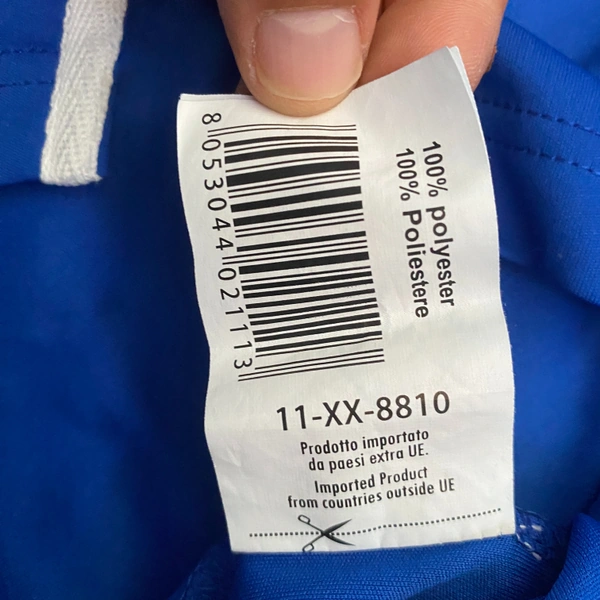 8 053044 021113
100% polyester
100% Poliestere
11-XX-8810
Prodotto importato
da paesi extra UE.
Imported Product
from countries outside UE